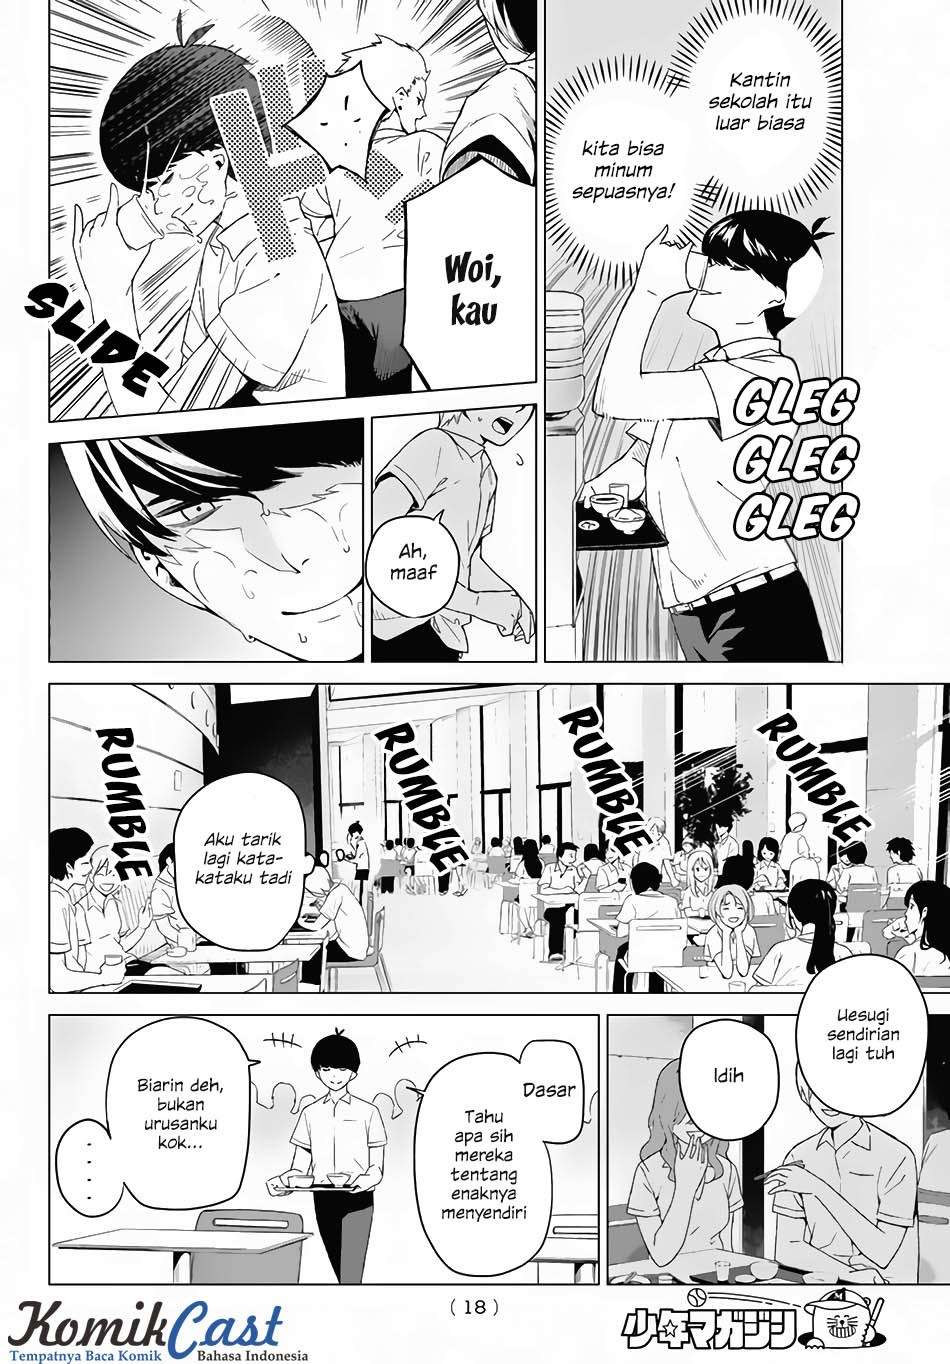 Kantin
sekolah itu
luar biasa
kita bisa
minum
sepuasnya!
GLEG
GLEG
GLEG
Woi,
kau
SLIDE
Ah,
maaf
RUMBLE
RUMBLE
RUMBLE
RUMBLE
Aku tarik
lagi kata-
kataku tadi
Uesugi
sendirian
lagi tuh
Idih
Dasar
Tahu
apa sih
mereka
tentang
enaknya
menyendiri
Biarin deh,
bukan
urusanku
kok...
.....
( 18 )
KomikCast
Tempatnya Baca Komik Bahasa Indonesia
少年マガジン